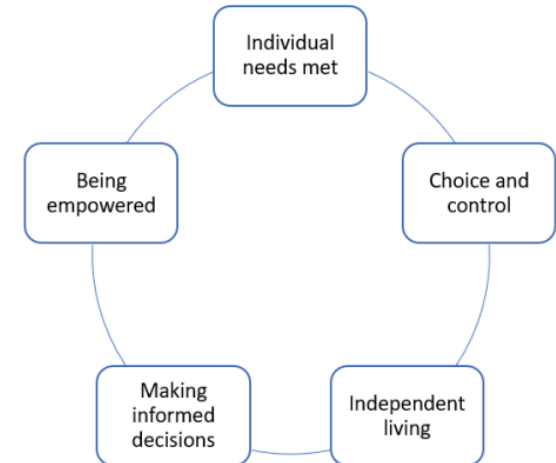 Individual
needs met
Choice and
control
Independent
living
Making
informed
decisions
Being
empowered